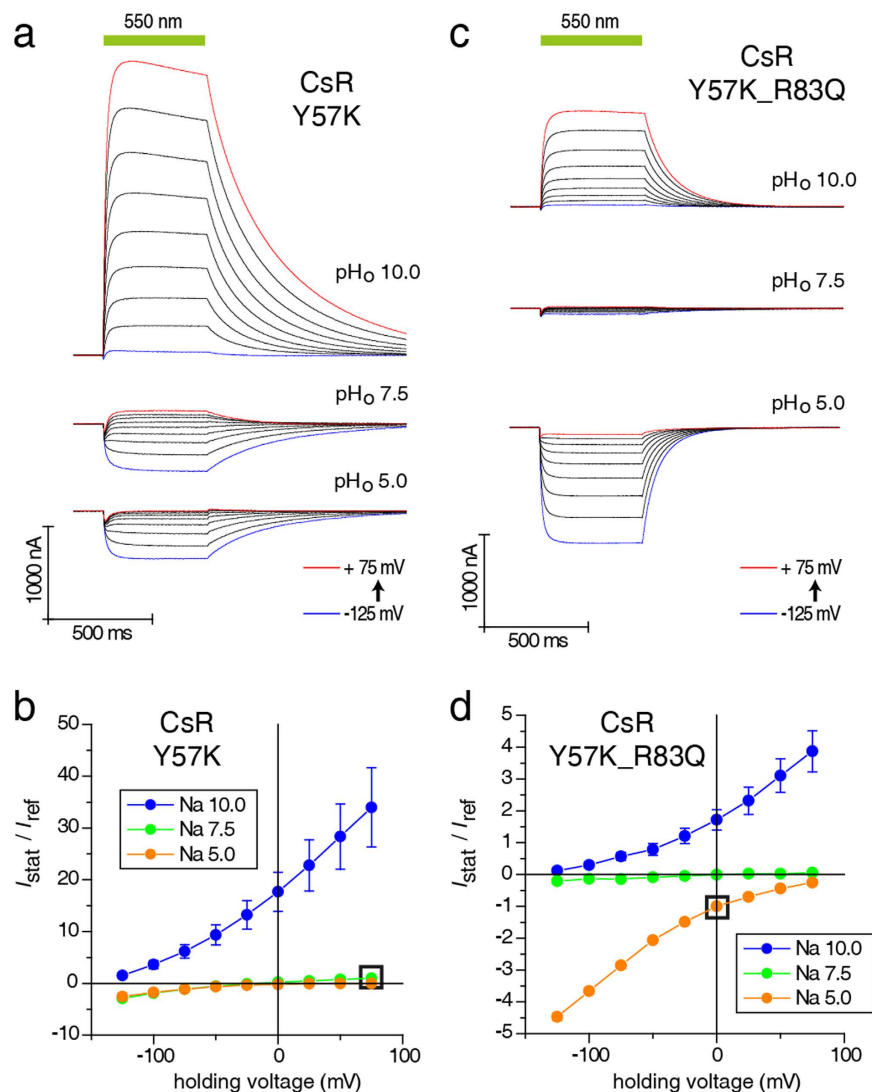 a
550 nm
CsR
Y57K
pHo 10.0
pHo 7.5
pHo 5.0
1000 nA
500 ms
+ 75 mV
-125 mV
c
550 nm
CsR
Y57K_R83Q
pHo 10.0
pHo 7.5
pHo 5.0
1000 nA
500 ms
+ 75 mV
-125 mV
b
CsR
Y57K
Na 10.0
Na 7.5
Na 5.0
Istat / Iref
50
40
30
20
10
0
-10
-100
0
100
holding voltage (mV)
d
CsR
Y57K_R83Q
Na 10.0
Na 7.5
Na 5.0
Istat / Iref
5
4
3
2
1
0
-1
-2
-3
-4
-5
-100
0
100
holding voltage (mV)